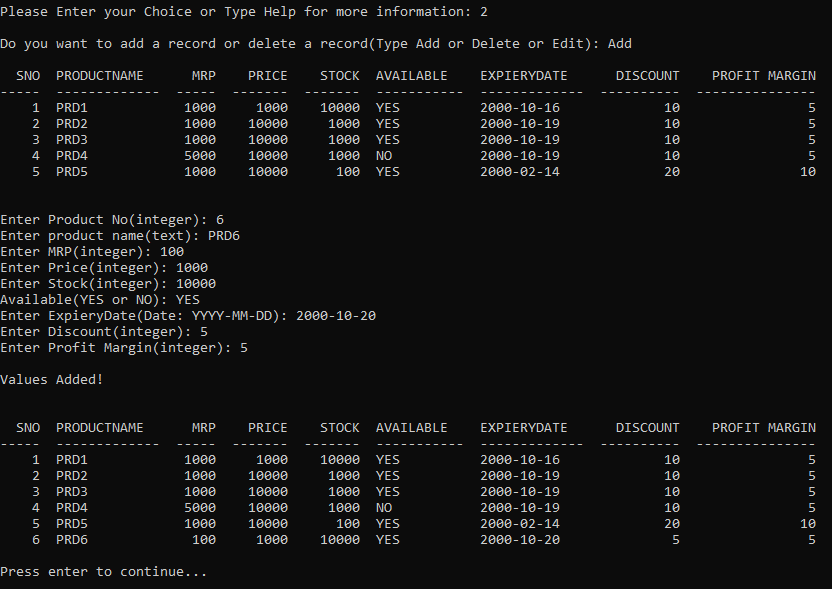 Please Enter your Choice or Type Help for more information: 2
Do you want to add a record or delete a record(Type Add or Delete or Edit): Add
SNO PRODUCTNAME MRP PRICE STOCK AVAILABLE EXPIERYDATE DISCOUNT PROFIT MARGIN
----- ------------- ----- ------- ------- ----------- ------------- ---------- ---------------
1 PRD1 1000 1000 10000 YES 2000-10-16 10 5
2 PRD2 1000 10000 1000 YES 2000-10-19 10 5
3 PRD3 1000 10000 1000 YES 2000-10-19 10 5
4 PRD4 5000 10000 1000 NO 2000-10-19 10 5
5 PRD5 1000 10000 100 YES 2000-02-14 20 10
Enter Product No(integer): 6
Enter product name(text): PRD6
Enter MRP(integer): 100
Enter Price(integer): 1000
Enter Stock(integer): 10000
Available(YES or NO): YES
Enter ExpieryDate(Date: YYYY-MM-DD): 2000-10-20
Enter Discount(integer): 5
Enter Profit Margin(integer): 5
Values Added!
SNO PRODUCTNAME MRP PRICE STOCK AVAILABLE EXPIERYDATE DISCOUNT PROFIT MARGIN
----- ------------- ----- ------- ------- ----------- ------------- ---------- ---------------
1 PRD1 1000 1000 10000 YES 2000-10-16 10 5
2 PRD2 1000 10000 1000 YES 2000-10-19 10 5
3 PRD3 1000 10000 1000 YES 2000-10-19 10 5
4 PRD4 5000 10000 1000 NO 2000-10-19 10 5
5 PRD5 1000 10000 100 YES 2000-02-14 20 10
6 PRD6 100 1000 10000 YES 2000-10-20 5 5
Press enter to continue...